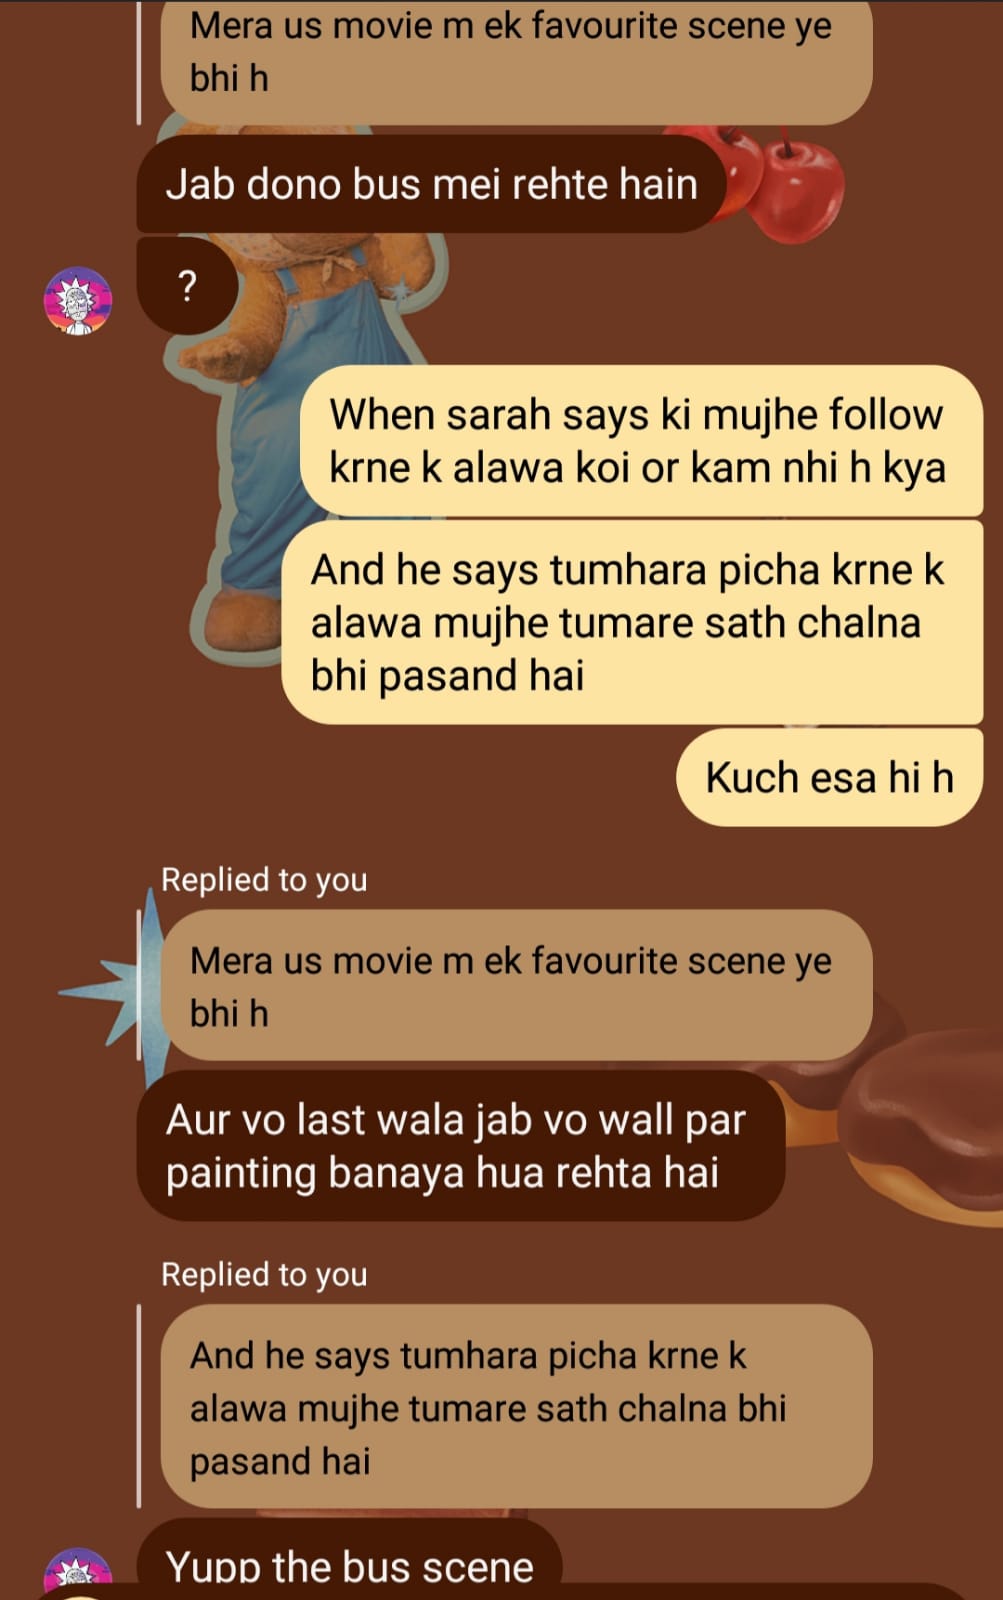 Mera us movie m ek favourite scene ye
bhi h
Jab dono bus mei rehte hain
?
When sarah says ki mujhe follow
krne k alawa koi or kam nhi h kya
And he says tumhara picha krne k
alawa mujhe tumare sath chalna
bhi pasand hai
Kuch esa hi h
Replied to you
Mera us movie m ek favourite scene ye
bhi h
Aur vo last wala jab vo wall par
painting banaya hua rehta hai
Replied to you
And he says tumhara picha krne k
alawa mujhe tumare sath chalna bhi
pasand hai
Yupp the bus scene